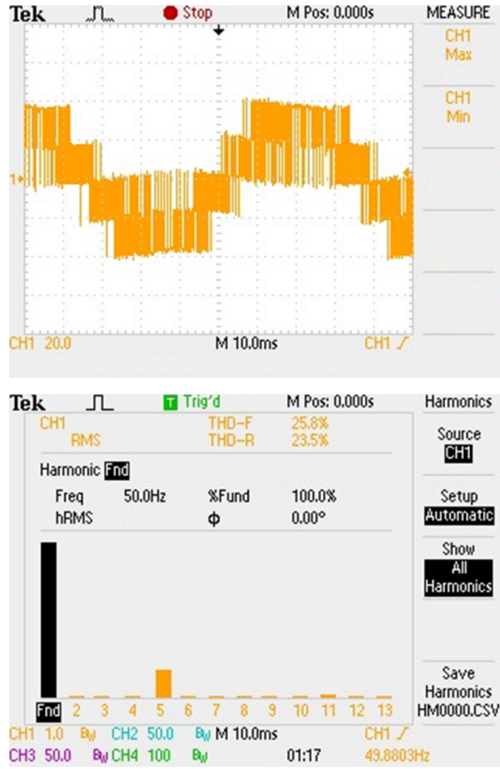 Tek Stop M Pos: 0.000s MEASURE
CH1
Max
CH1
Min
1
CH1 20.0 M 10.0ms CH1
Tek T Trig'd M Pos: 0.000s Harmonics
CH1 THD-F 25.8%
RMS THD-R 23.5%
Source
CH1
Harmonic Fnd
Freq 50.0Hz %Fund 100.0%
hRMS ϕ 0.00°
Setup
Automatic
Show
All
Harmonics
Save
Harmonics
HM0000.CSV
Fnd 2 3 4 5 6 7 8 9 10 11 12 13
CH1 1.0 BW CH2 50.0 BW M 10.0ms CH1
CH3 50.0 BW CH4 100 BW 01:17 49.8803Hz